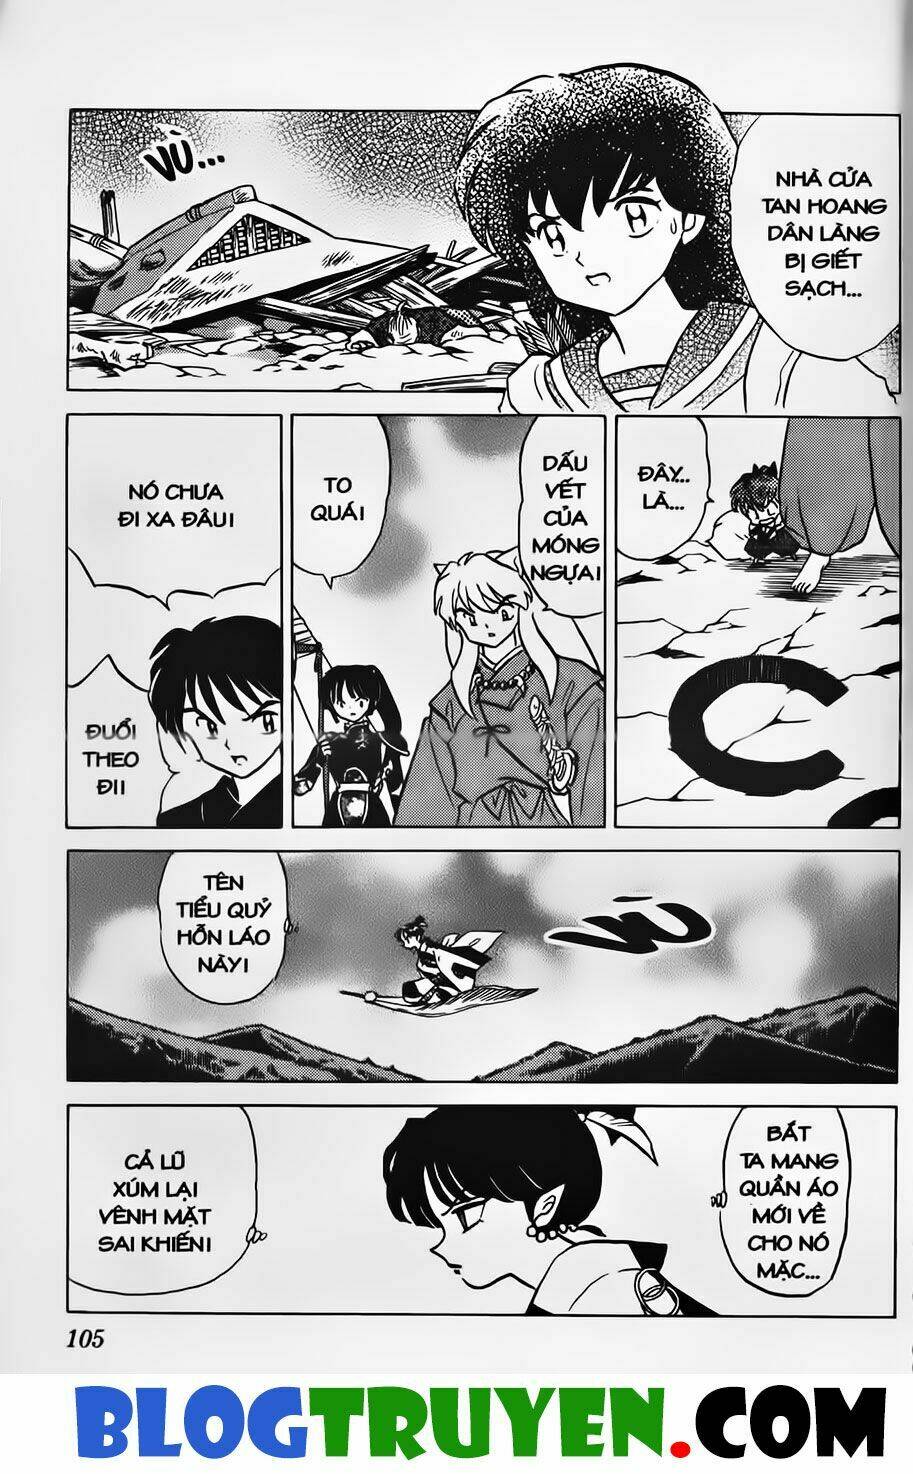 VÙ...
NHÀ CỬA
TAN HOANG
DÂN LÀNG
BỊ GIẾT
SẠCH...
ĐÂY...
LÀ...
DẤU
VẾT
CỦA
MÓNG
NGỰA!
TO
QUÁ!
NÓ CHƯA
ĐI XA ĐÂU!
ĐUỔI
THEO
ĐI!
VÙ
TÊN
TIỂU QUỶ
HỖN LÁO
NÀY!
BẮT
TA MANG
QUẦN ÁO
MỚI VỀ
CHO NÓ
MẶC...
CẢ LŨ
XÚM LẠI
VÊNH MẶT
SAI KHIẾN!
105
BLOGTRUYEN.COM